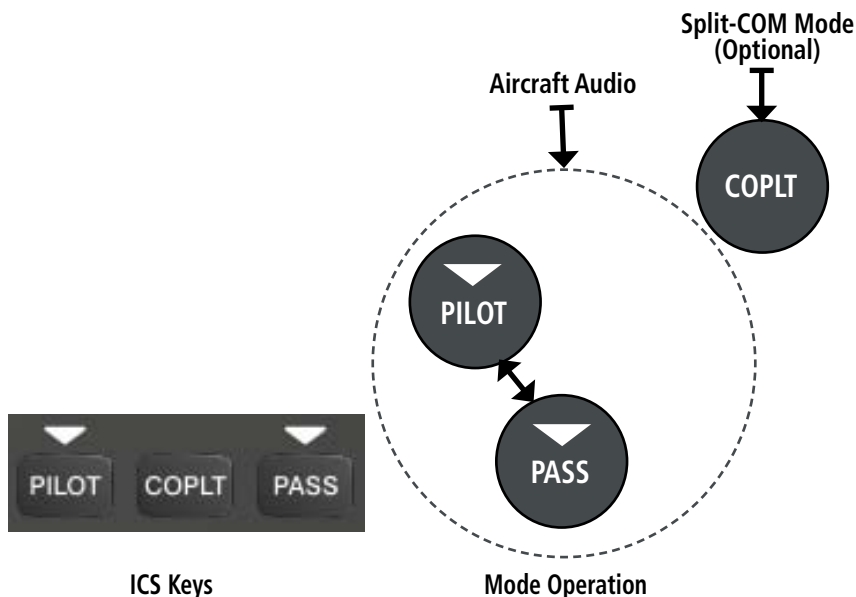 Split-COM Mode
(Optional)
Aircraft Audio
COPLT
PILOT
PASS
PILOT COPLT PASS
ICS Keys Mode Operation